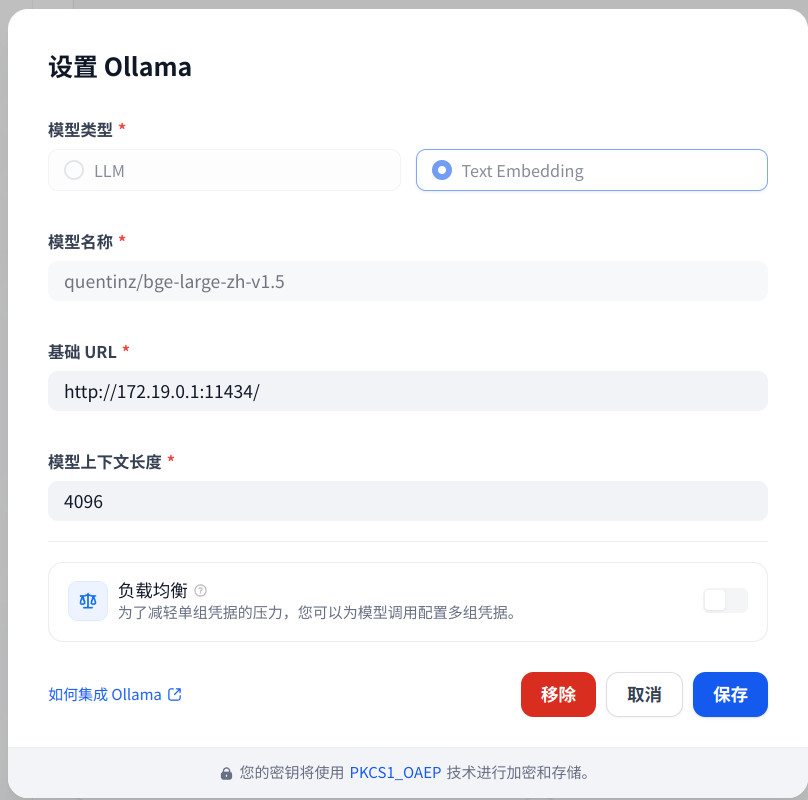 设置 Ollama
模型类型 *
LLM
Text Embedding
模型名称 *
quentinz/bge-large-zh-v1.5
基础 URL *
http://172.19.0.1:11434/
模型上下文长度 *
4096
负载均衡
为了减轻单组凭据的压力，您可以为模型调用配置多组凭据。
如何集成 Ollama
移除
取消
保存
您的密钥将使用 PKCS1_OAEP 技术进行加密和存储。